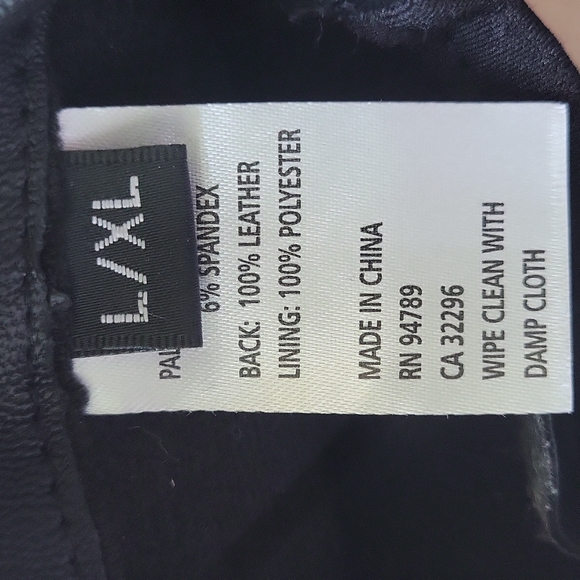 L/XL
PAL
6% SPANDEX
BACK: 100% LEATHER
LINING: 100% POLYESTER
MADE IN CHINA
RN 94789
CA 32296
WIPE CLEAN WITH
DAMP CLOTH